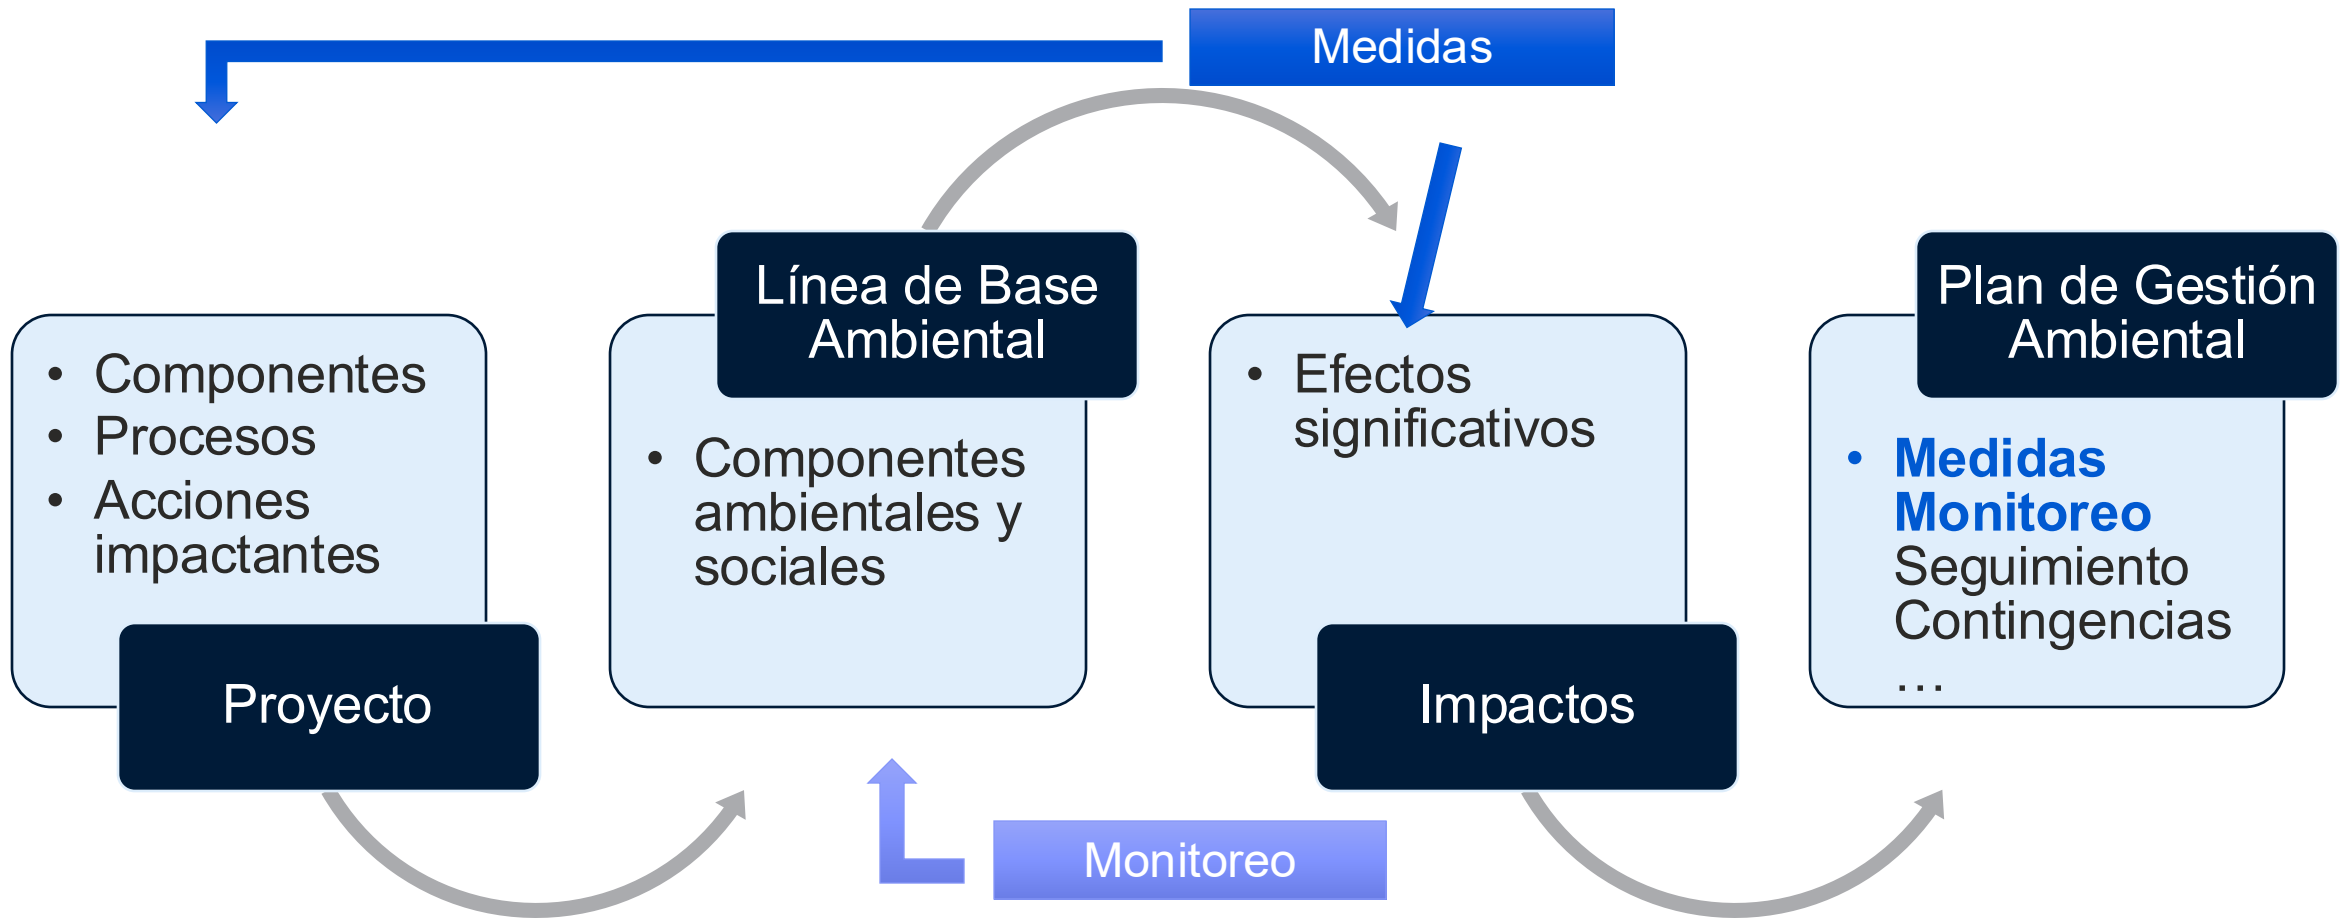 Medidas
• Componentes
• Procesos
• Acciones
impactantes
Proyecto
Línea de Base
Ambiental
• Componentes
ambientales y
sociales
• Efectos
significativos
Impactos
Plan de Gestión
Ambiental
• Medidas
Monitoreo
Seguimiento
Contingencias
…
Monitoreo